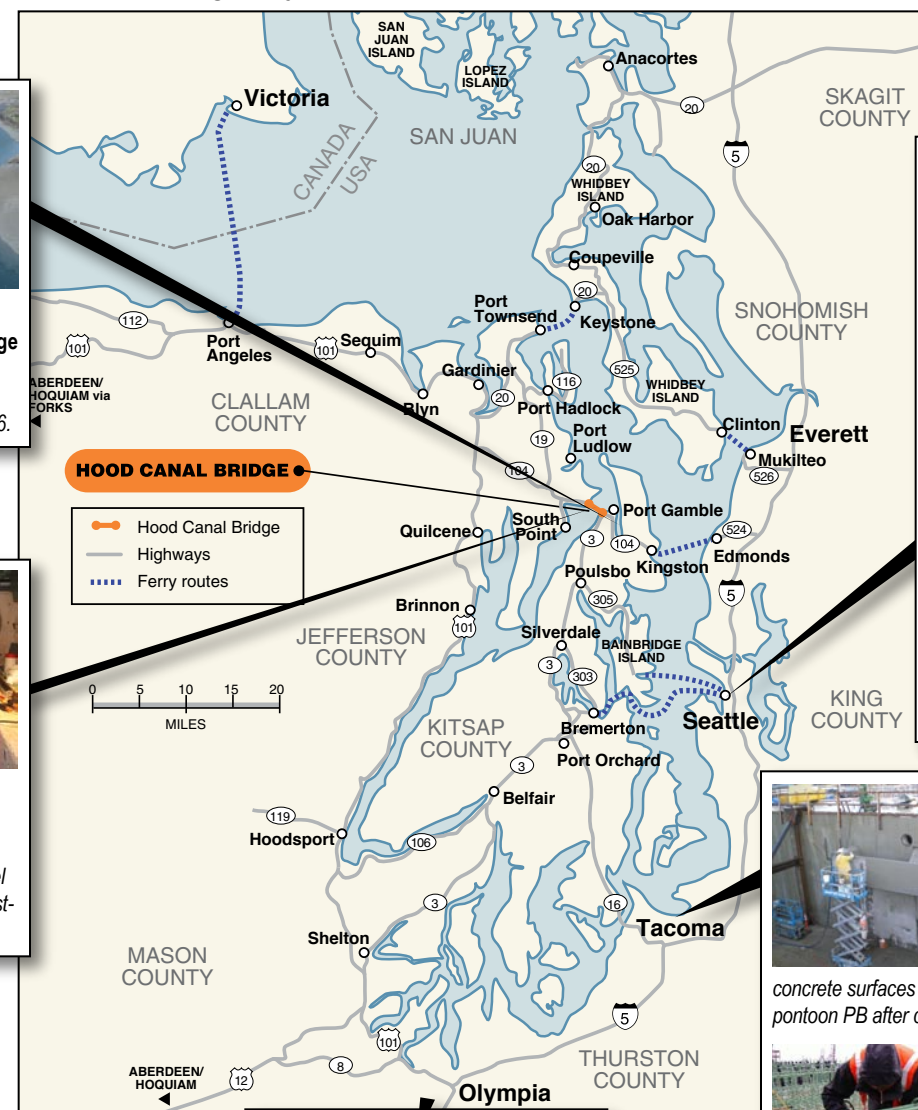 SAN
JUAN
ISLAND
LOPEZ
ISLAND
Anacortes
Victoria
20
SKAGIT
COUNTY
SAN JUAN
CANADA
USA
5
20
WHIDBEY
ISLAND
Oak Harbor
Coupeville
20
Port
Townsend
Keystone
SNOHOMISH
COUNTY
112
101
Port
Angeles
101
Sequim
ge
525
Gardinier
116
WHIDBEY
ISLAND
ABERDEEN/
HOQUIAM via
FORKS
CLALLAM
COUNTY
Blyn
20
Port Hadlock
6.
19
Port
Ludlow
Clinton
Everett
Mukilteo
526
HOOD CANAL BRIDGE
104
Hood Canal Bridge
Highways
Ferry routes
Quilcene
South
Point
Port Gamble
3
104
Kingston
524
Edmonds
Poulsbo
305
5
Brinnon
101
JEFFERSON
COUNTY
Silverdale
BAINBRIDGE
ISLAND
3
303
0 5 10 15 20
MILES
KITSAP
COUNTY
Bremerton
Seattle
KING
COUNTY
Port Orchard
3
Belfair
119
Hoodsport
106
el
st-
3
16
Tacoma
Shelton
MASON
COUNTY
concrete surfaces
pontoon PB after
5
101
8
THURSTON
COUNTY
ABERDEEN/
HOQUIAM
12
Olympia